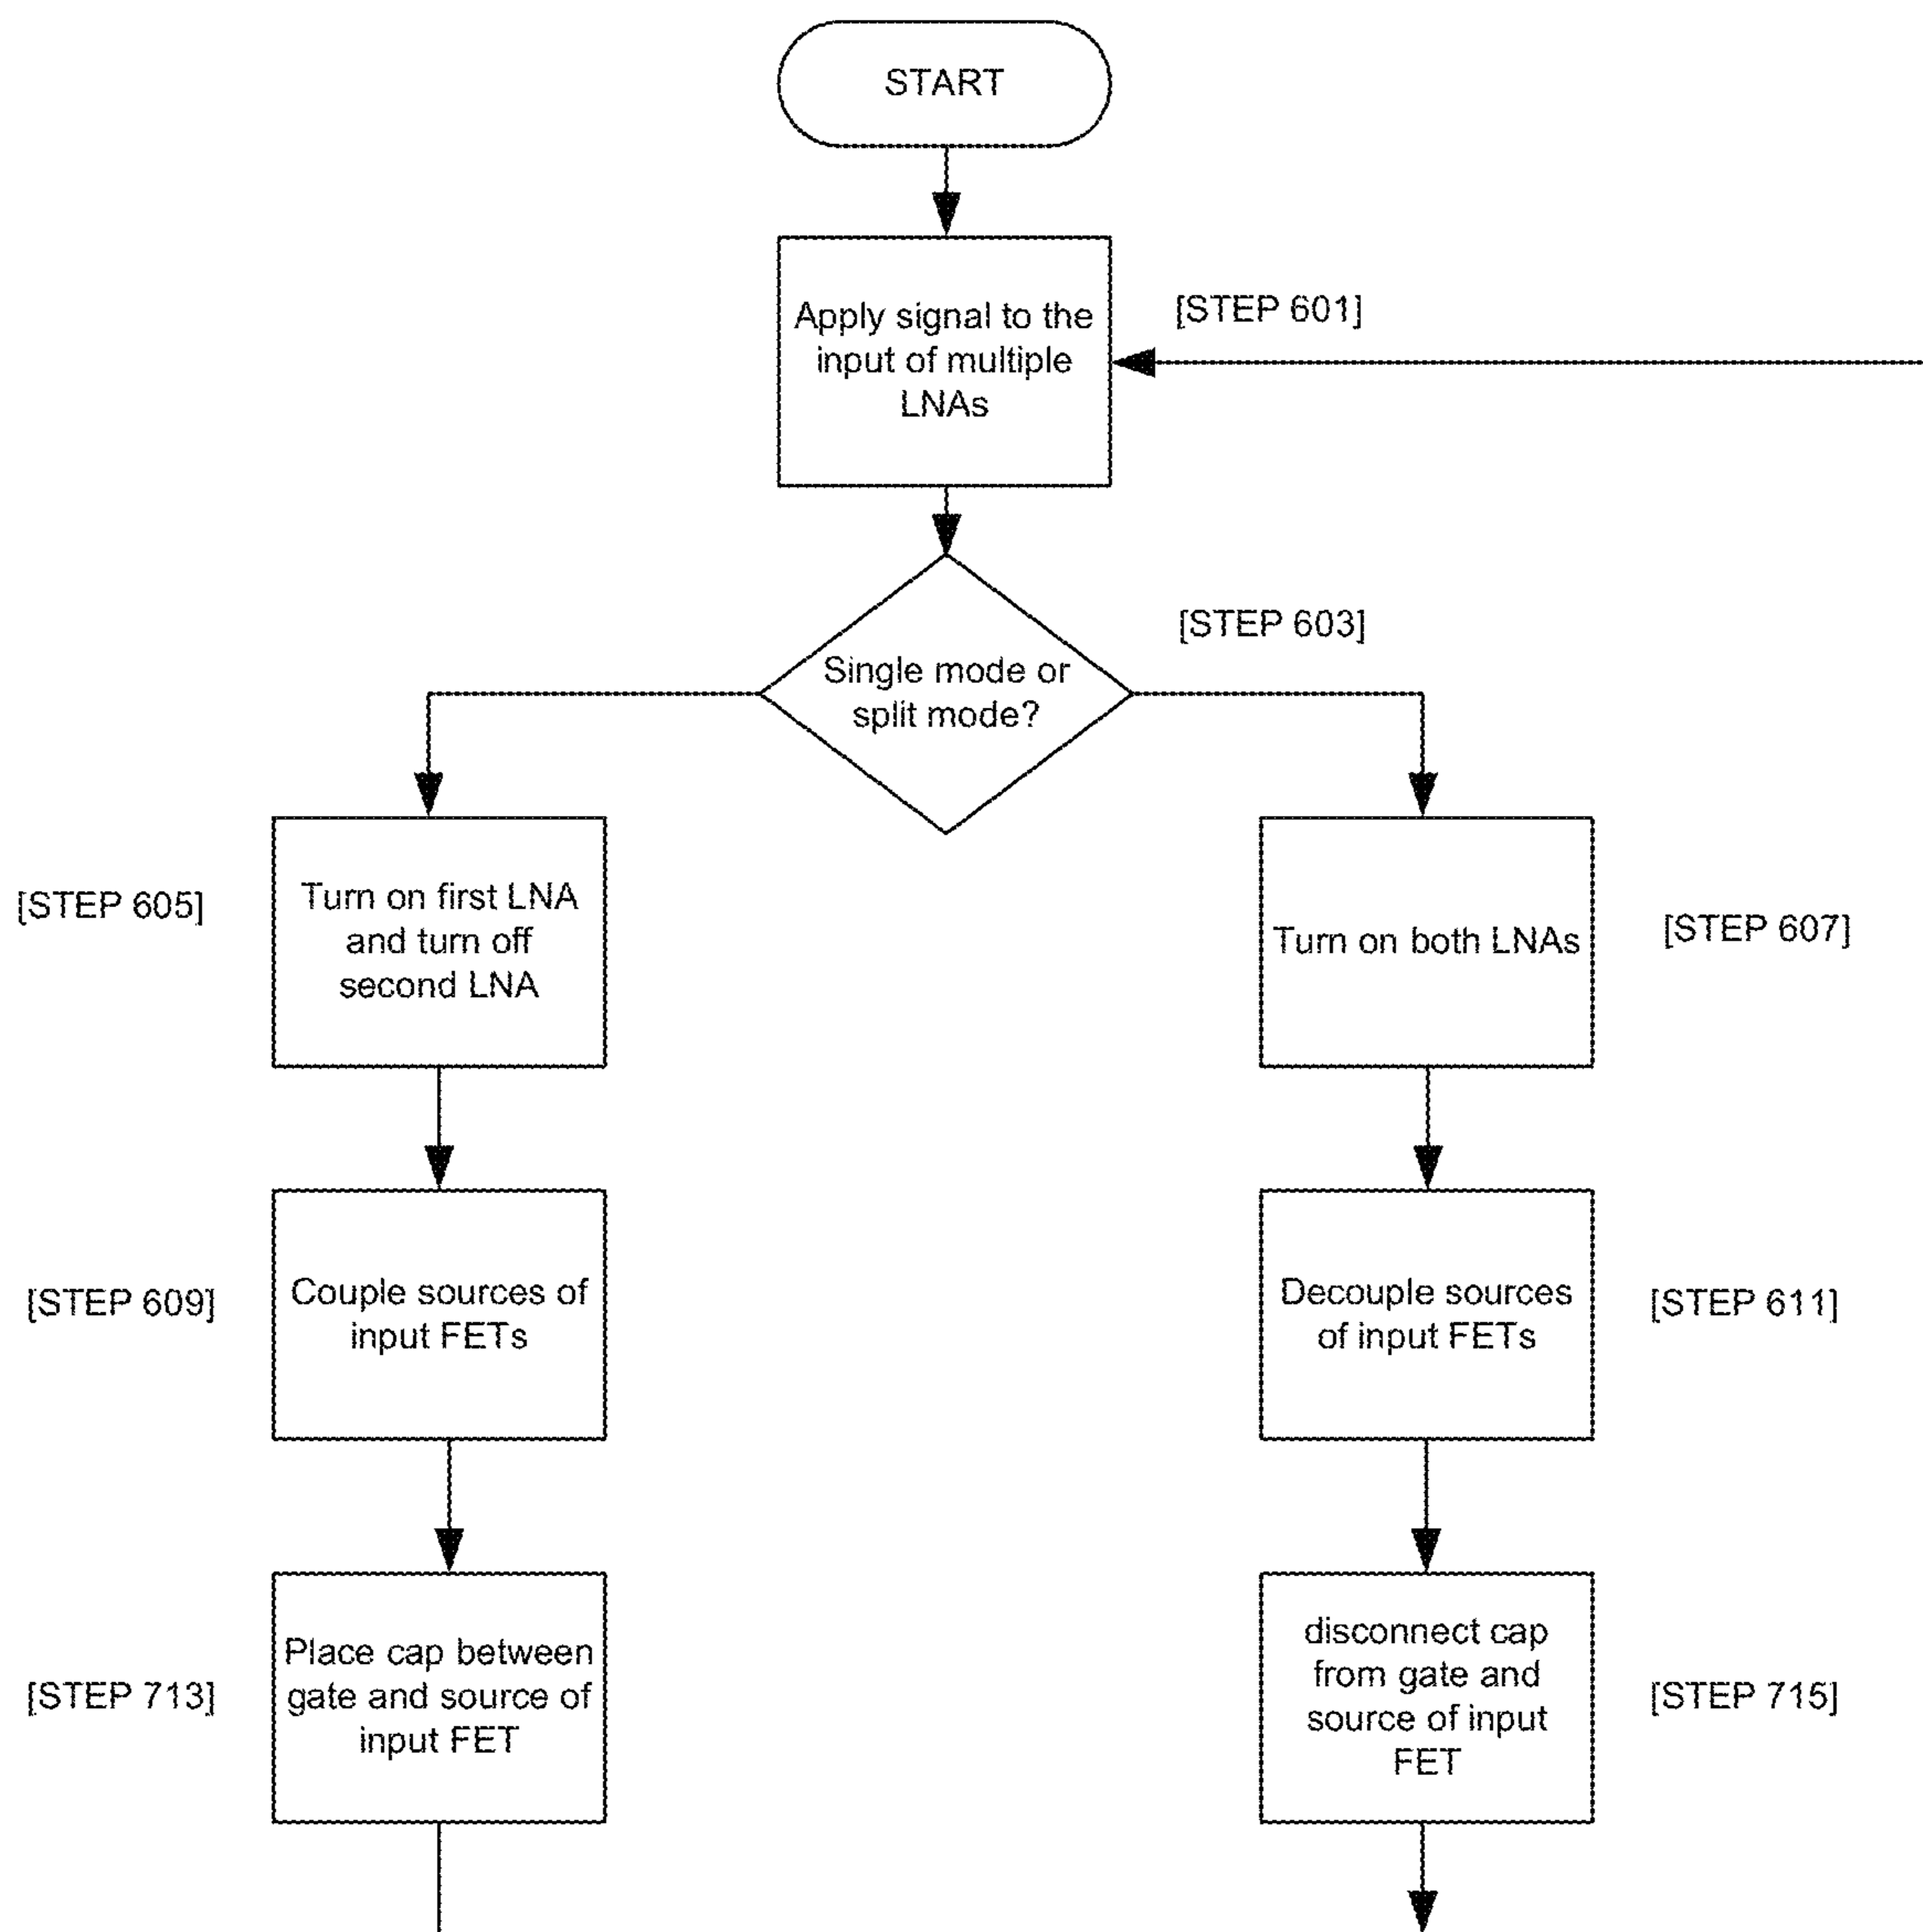 START
Apply signal to the
input of multiple
LNAs
[STEP 601]
Single mode or
split mode?
[STEP 603]
[STEP 605]
Turn on first LNA
and turn off
second LNA
Turn on both LNAs
[STEP 607]
[STEP 609]
Couple sources of
input FETs
Decouple sources
of input FETs
[STEP 611]
[STEP 713]
Place cap between
gate and source of
input FET
disconnect cap
from gate and
source of input
FET
[STEP 715]